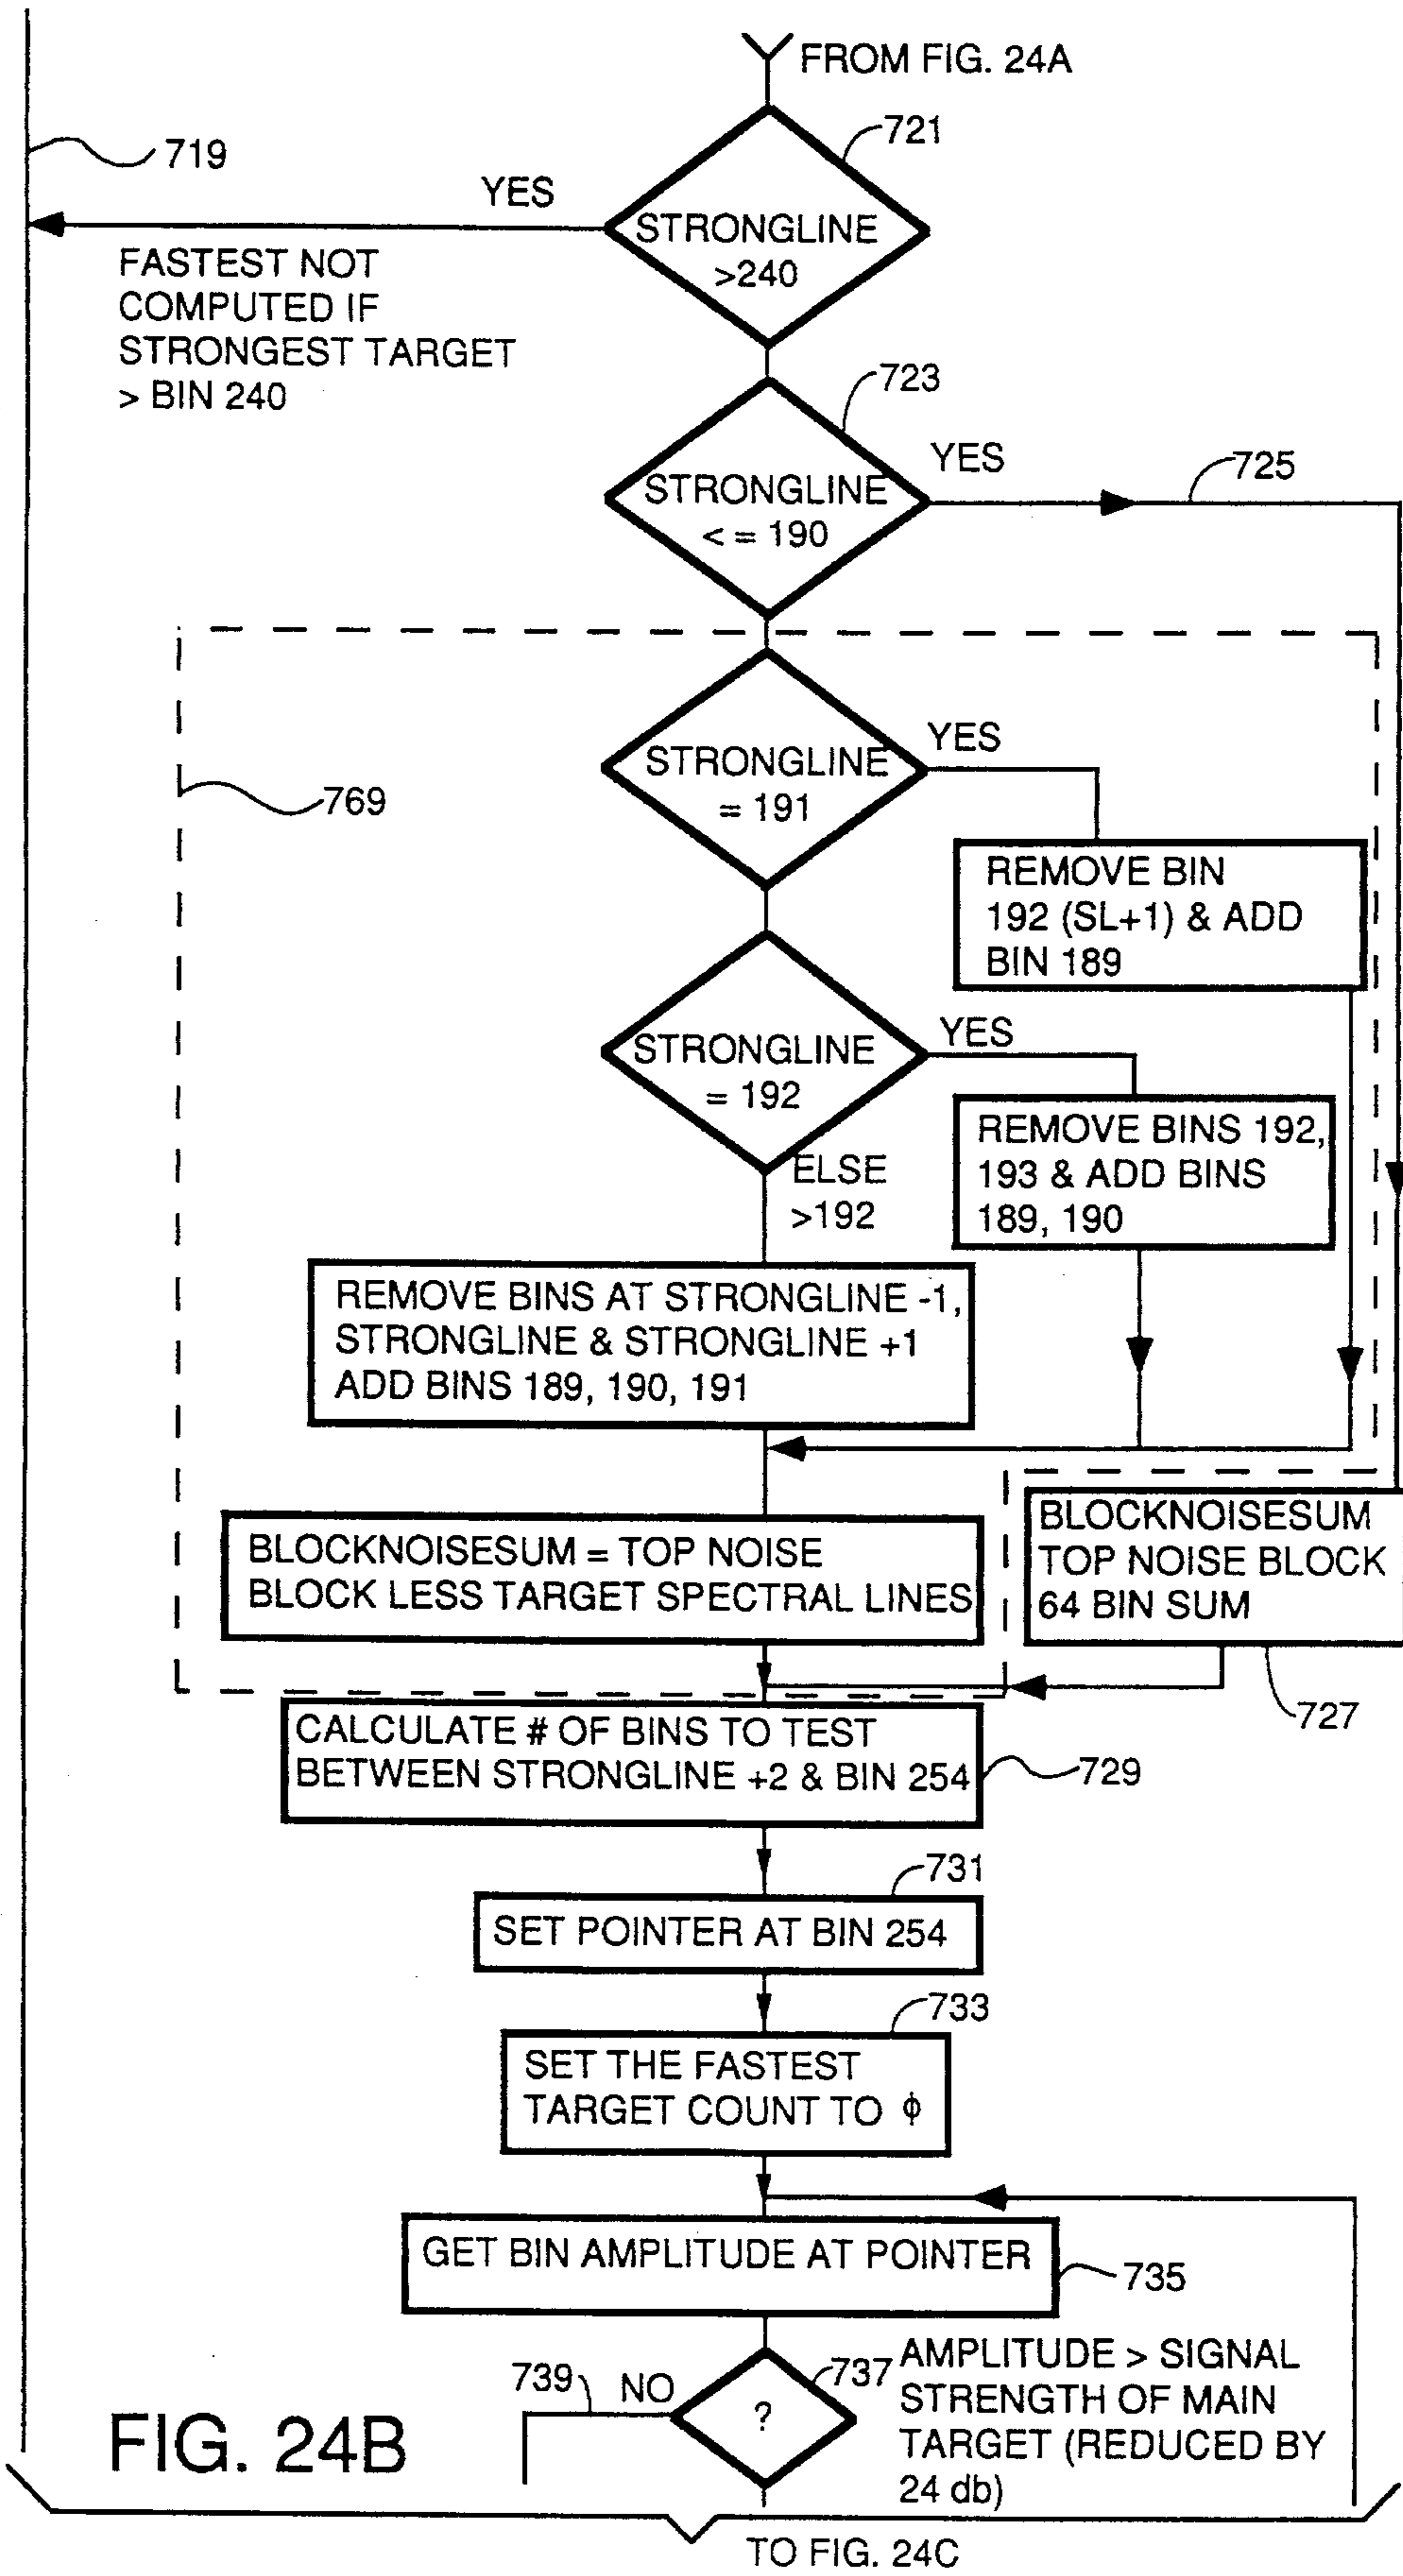 FROM FIG. 24A
721
719
YES
STRONGLINE
>240
FASTEST NOT
COMPUTED IF
STRONGEST TARGET
> BIN 240
723
YES
725
STRONGLINE
< = 190
YES
STRONGLINE
= 191
769
REMOVE BIN
192 (SL+1) & ADD
BIN 189
YES
STRONGLINE
= 192
REMOVE BINS 192,
193 & ADD BINS
189, 190
ELSE
>192
REMOVE BINS AT STRONGLINE -1,
STRONGLINE & STRONGLINE +1
ADD BINS 189, 190, 191
BLOCKNOISESUM = TOP NOISE
BLOCK LESS TARGET SPECTRAL LINES
BLOCKNOISESUM
TOP NOISE BLOCK
64 BIN SUM
727
CALCULATE # OF BINS TO TEST
BETWEEN STRONGLINE +2 & BIN 254
729
731
SET POINTER AT BIN 254
733
SET THE FASTEST
TARGET COUNT TO ϕ
GET BIN AMPLITUDE AT POINTER
735
739
NO
?
737
AMPLITUDE > SIGNAL
STRENGTH OF MAIN
TARGET (REDUCED BY
24 db)
FIG. 24B
TO FIG. 24C